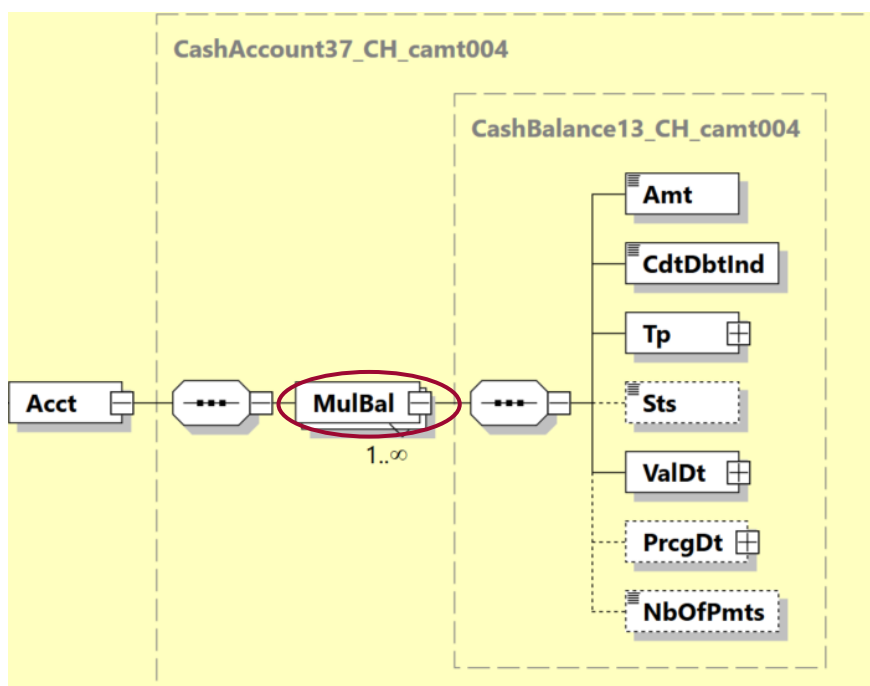 CashAccount37_CH_camt004
CashBalance13_CH_camt004
Amt
CdtDbtInd
Tp
Acct
MulBal
Sts
1..∞
ValDt
PrcgDt
NbOfPmts